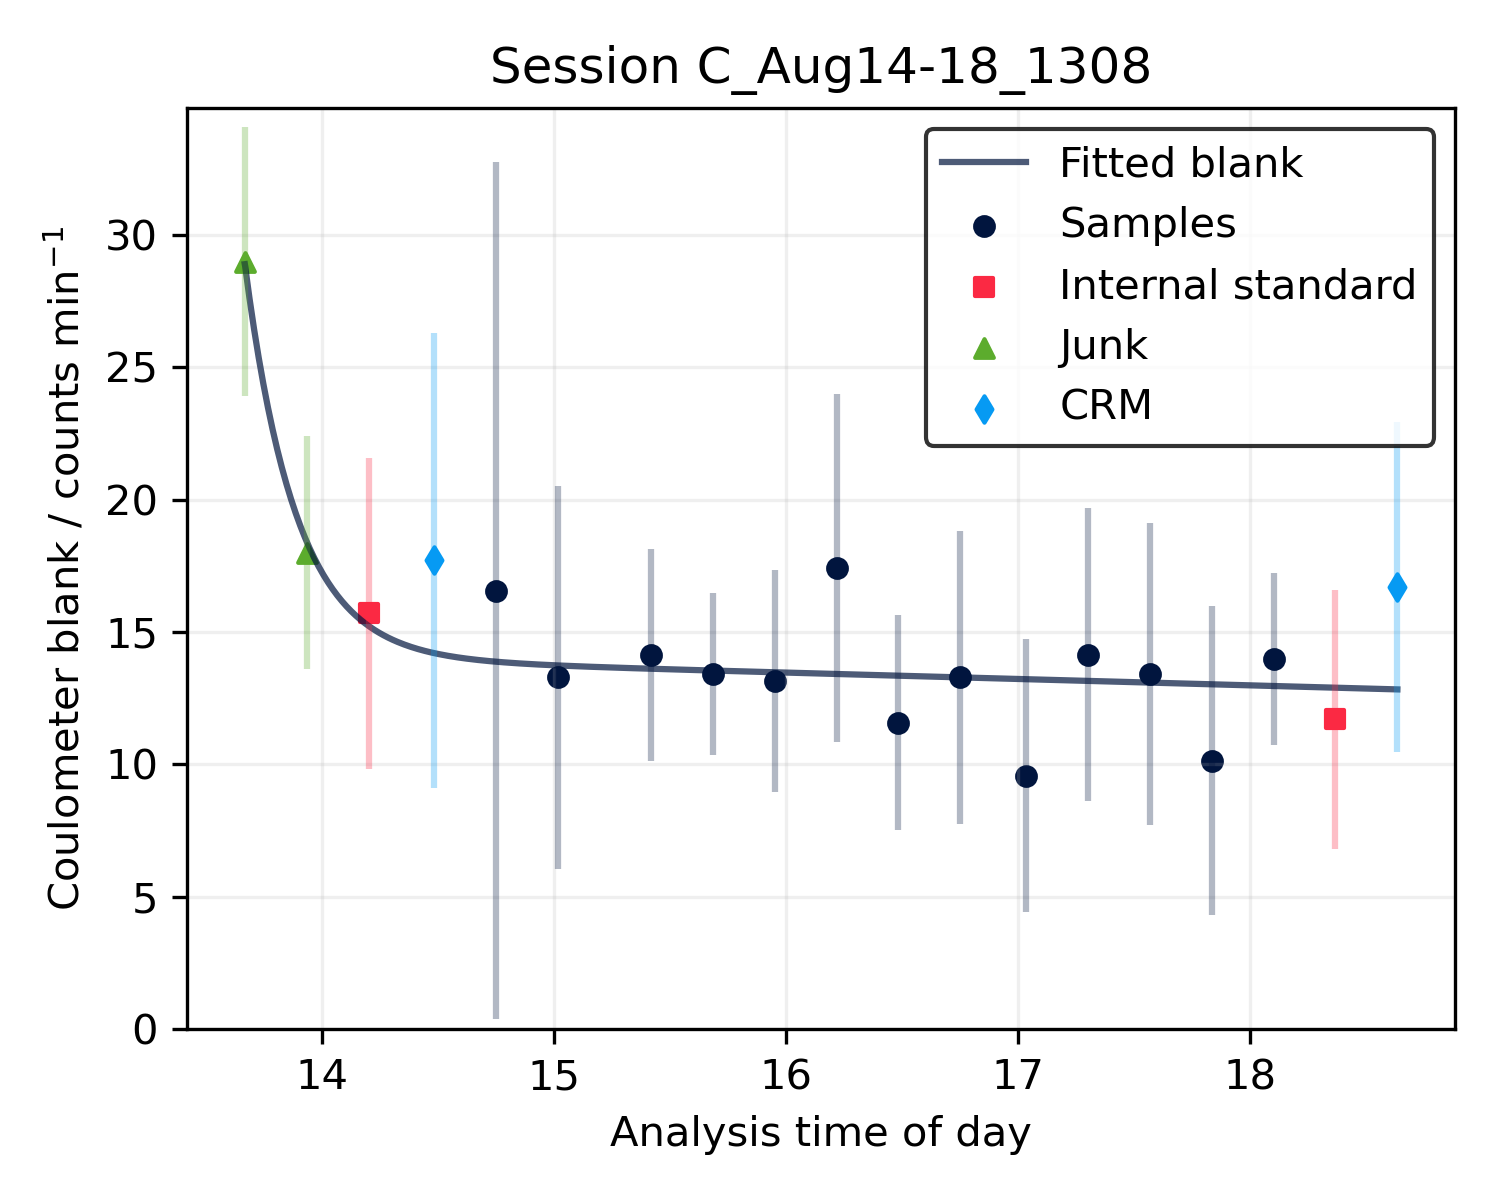 Session C_Aug14-18_1308
Coulometer blank / counts min⁻¹
30
25
20
15
10
5
0
14
15
16
17
18
Analysis time of day
Fitted blank
Samples
Internal standard
Junk
CRM